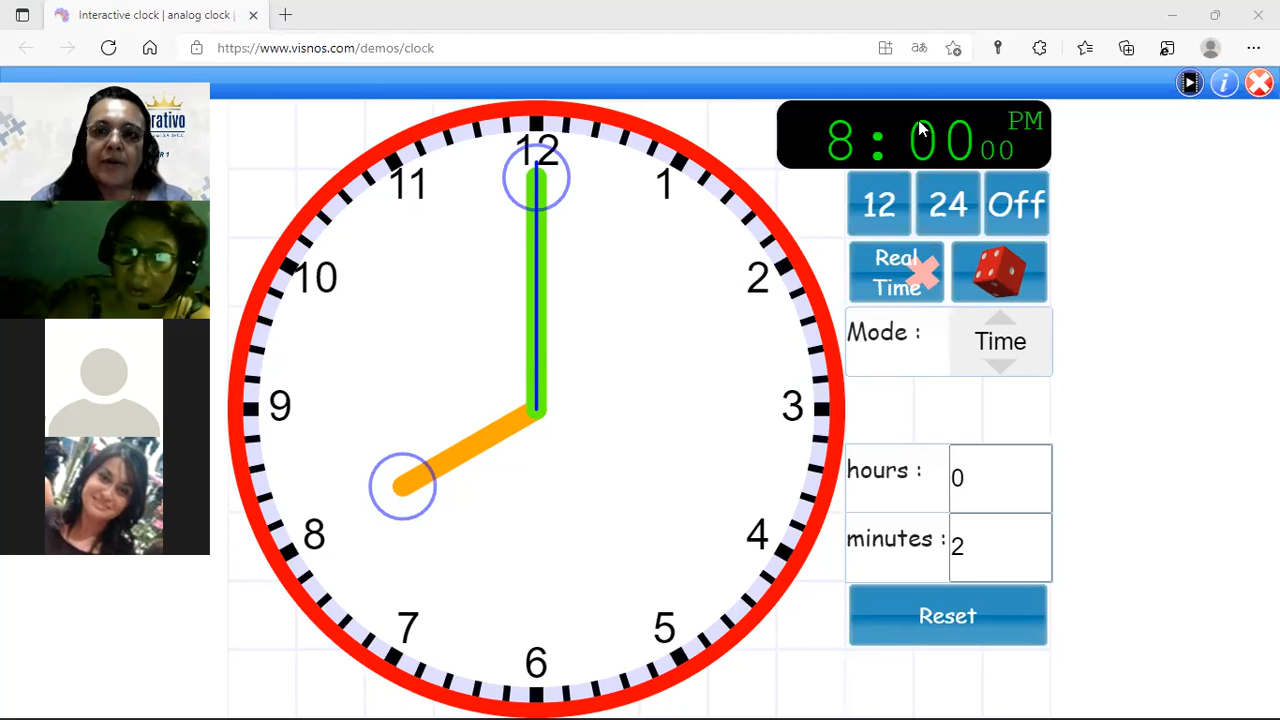 Interactive clock | analog clock |
https://www.visnos.com/demos/clock
rativo
8:00 00 PM
12 24 Off
Real
Time
Mode :
Time
hours : 0
minutes : 2
Reset
12
1
2
3
4
5
6
7
8
9
10
11